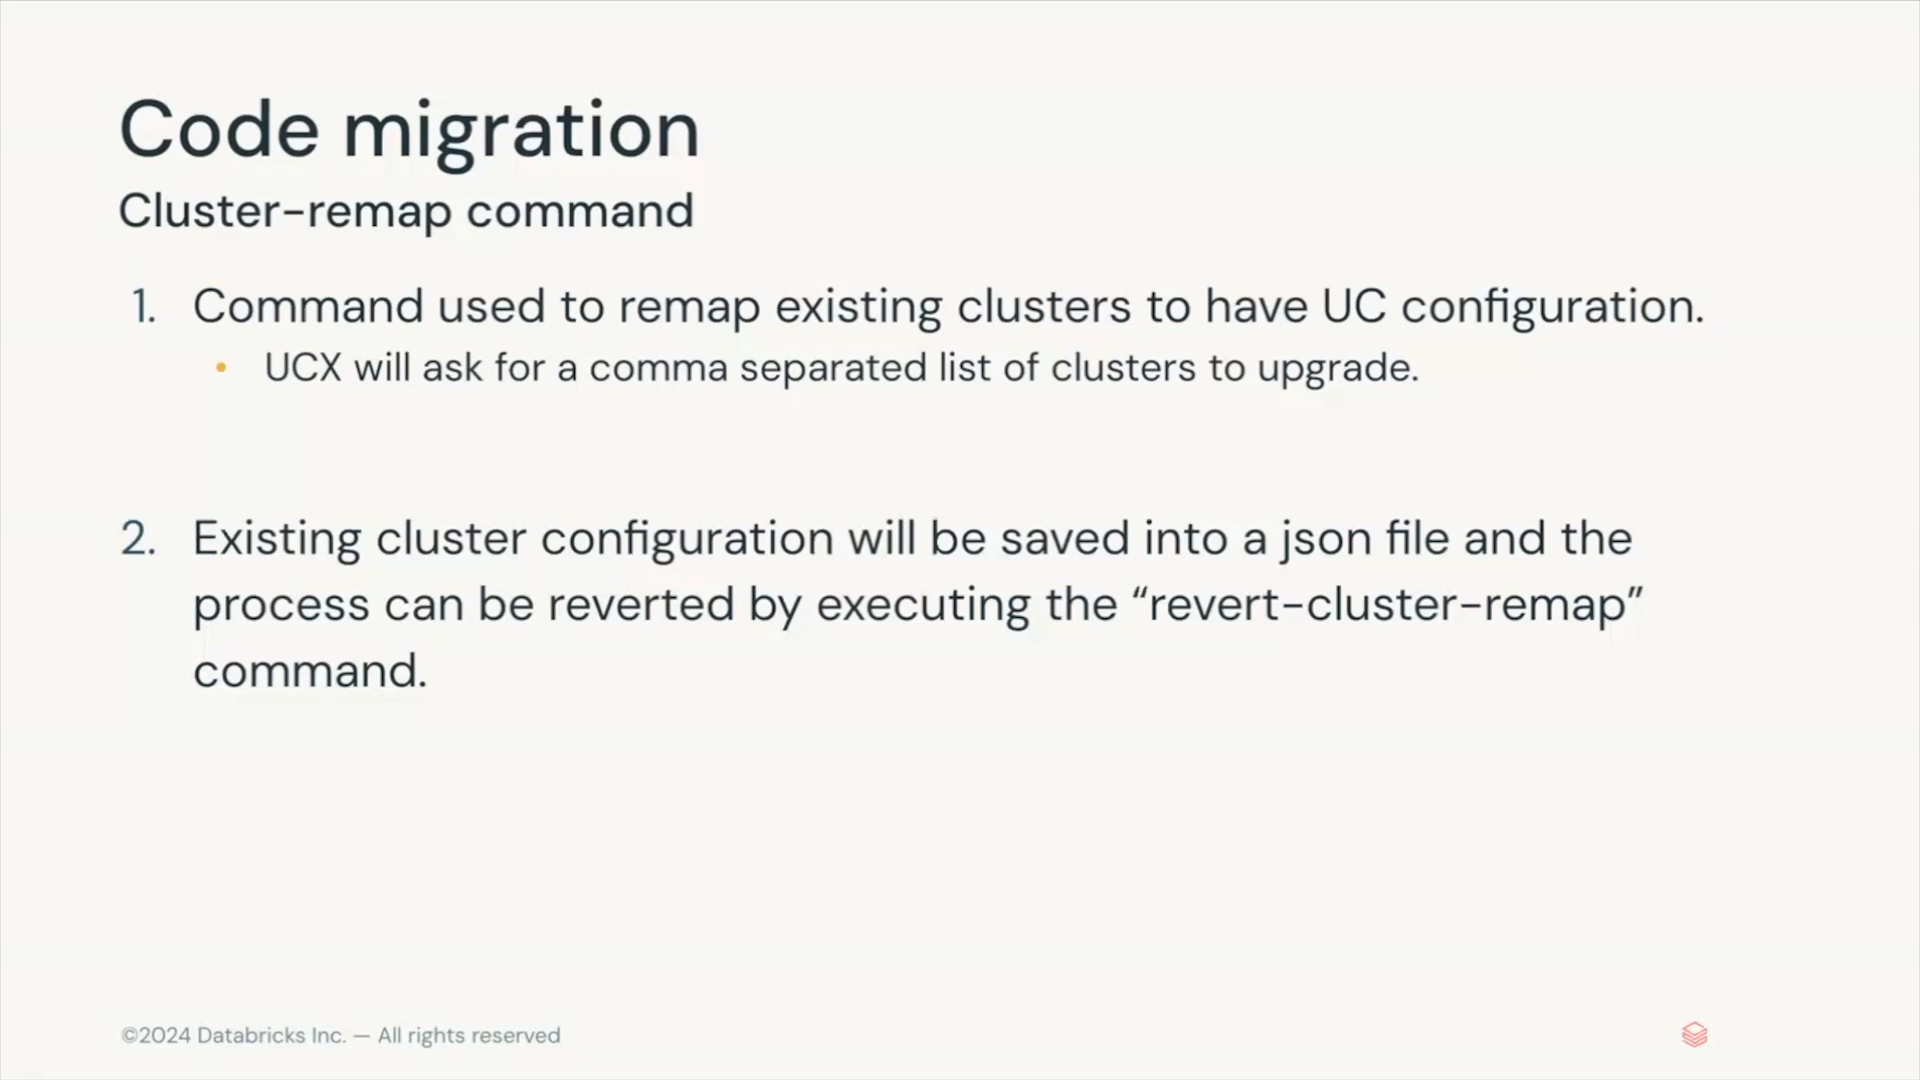 Code migration
Cluster-remap command
1. Command used to remap existing clusters to have UC configuration.
• UCX will ask for a comma separated list of clusters to upgrade.
2. Existing cluster configuration will be saved into a json file and the
process can be reverted by executing the “revert-cluster-remap”
command.
©2024 Databricks Inc. — All rights reserved